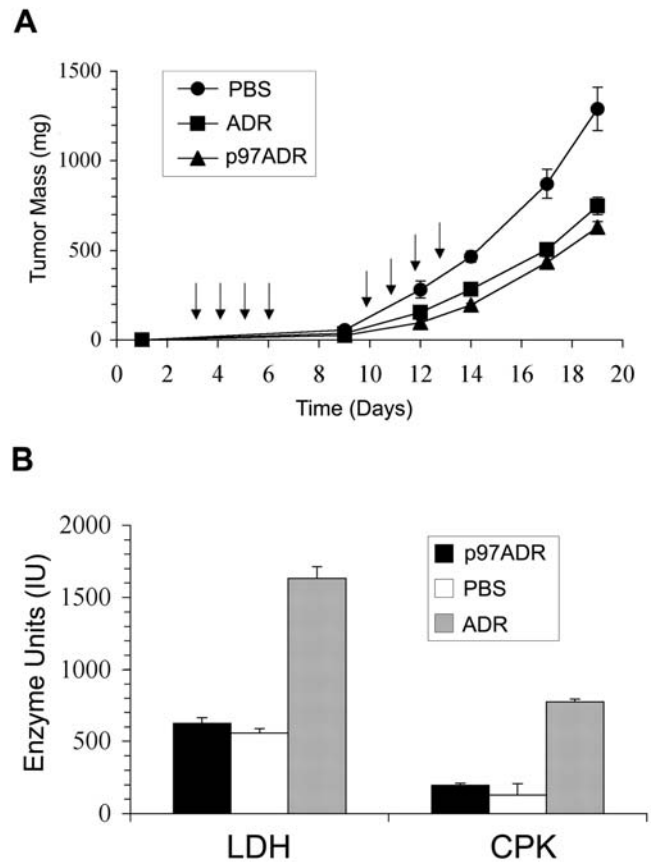 A
1500
1000
500
0
Tumor Mass (mg)
PBS
ADR
p97ADR
0 2 4 6 8 10 12 14 16 18 20
Time (Days)
B
2000
1500
1000
500
0
Enzyme Units (IU)
p97ADR
PBS
ADR
LDH CPK